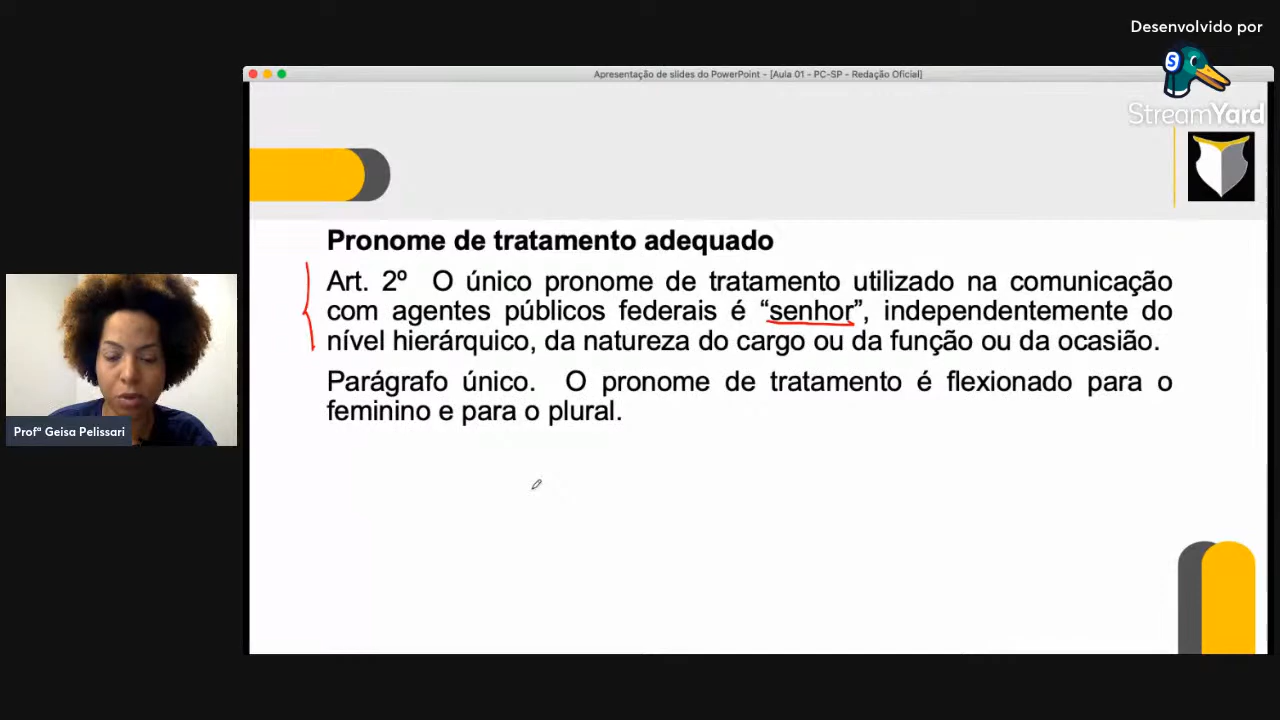 Desenvolvido por
StreamYard
Apresentação de slides do PowerPoint - [Aula 01 - PC-SP - Redação Oficial]
Pronome de tratamento adequado
Art. 2º O único pronome de tratamento utilizado na comunicação
com agentes públicos federais é “senhor”, independentemente do
nível hierárquico, da natureza do cargo ou da função ou da ocasião.
Parágrafo único. O pronome de tratamento é flexionado para o
feminino e para o plural.
Profª Geisa Pelissari